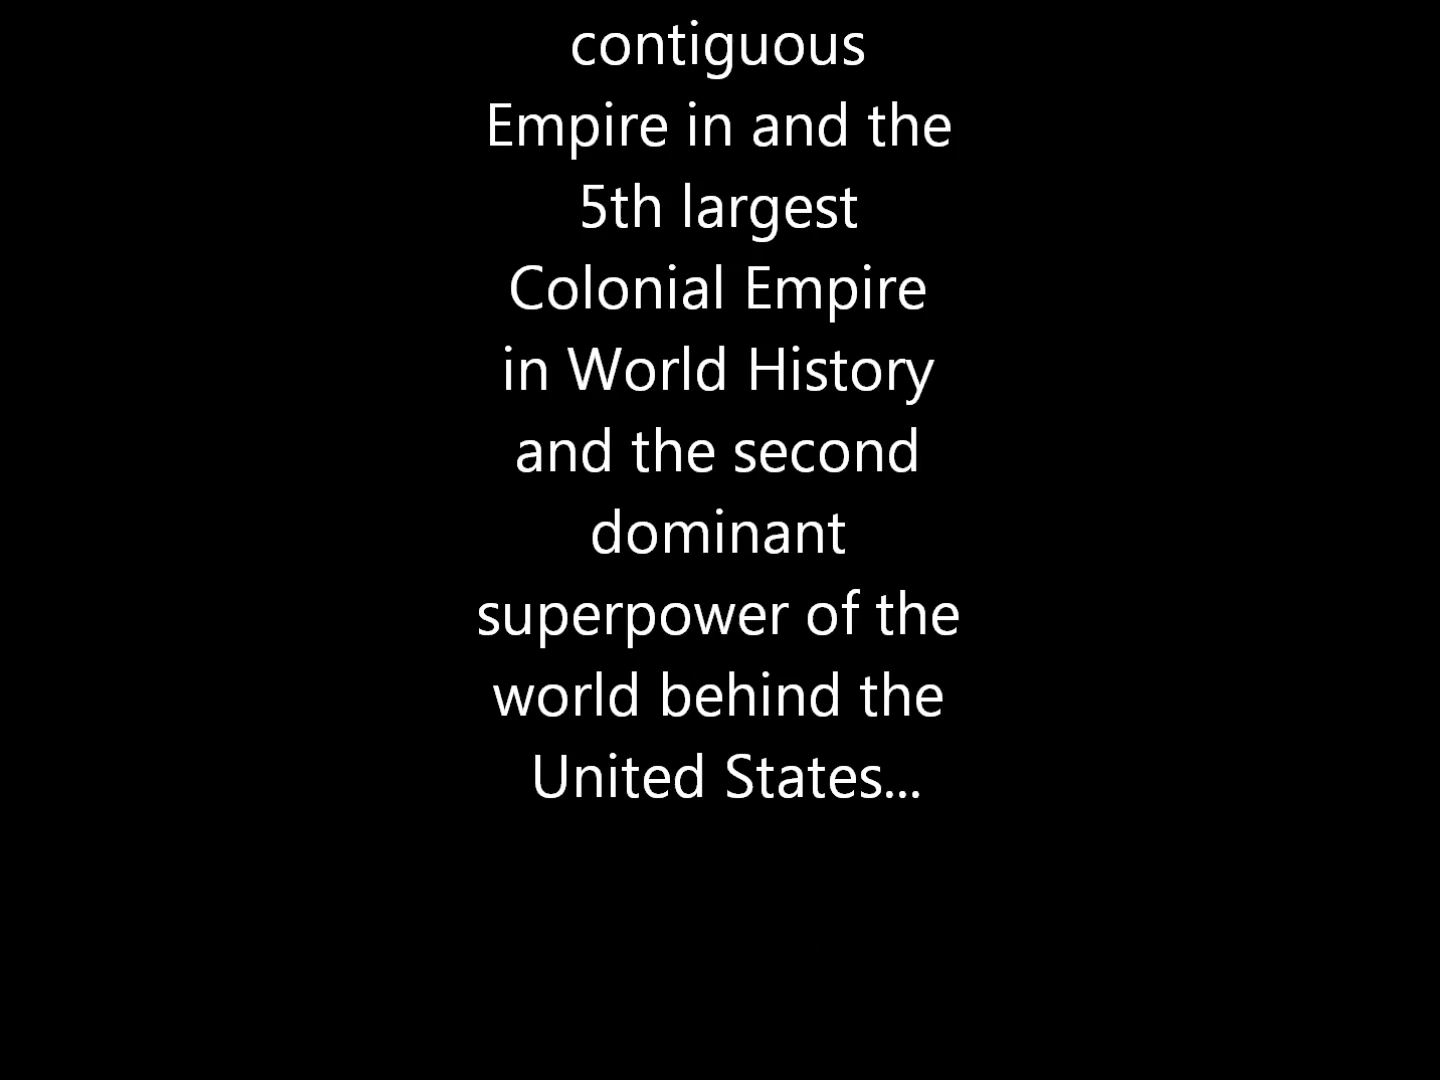 contiguous
Empire in and the
5th largest
Colonial Empire
in World History
and the second
dominant
superpower of the
world behind the
United States...